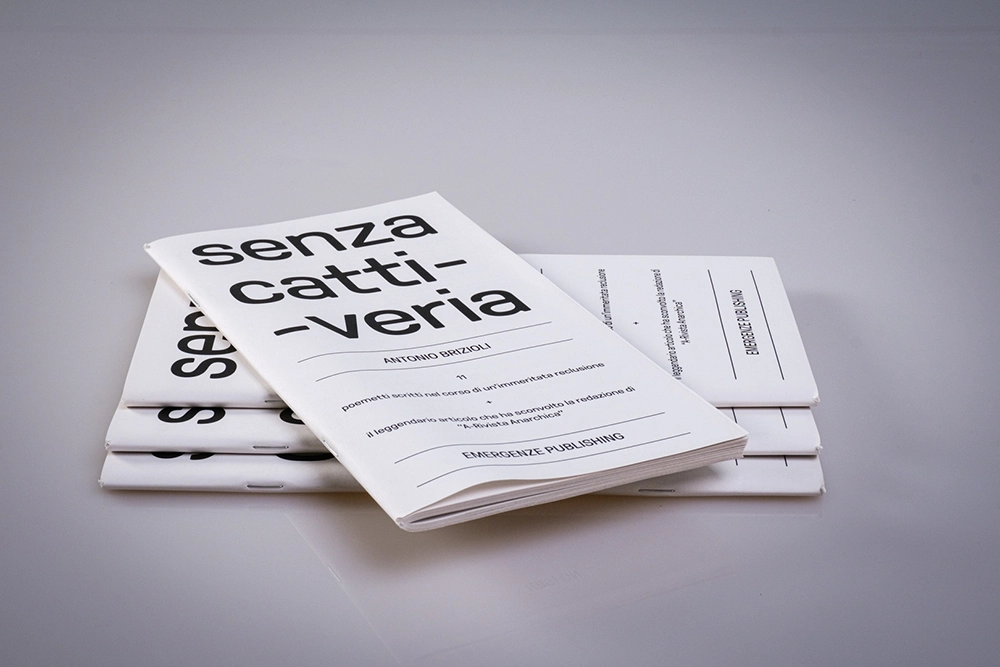 senza
catti-
-veria
ANTONIO BRIZIOLI
11
poemetti scritti nel corso di un'immeritata reclusione
+
il leggendario articolo che ha sconvolto la redazione di
"A-Rivista Anarchica"
EMERGENZE PUBLISHING
sen
di un'immeritata reclusione
+
il leggendario articolo che ha sconvolto la redazione di
"A-Rivista Anarchica"
EMERGENZE PUBLISHING